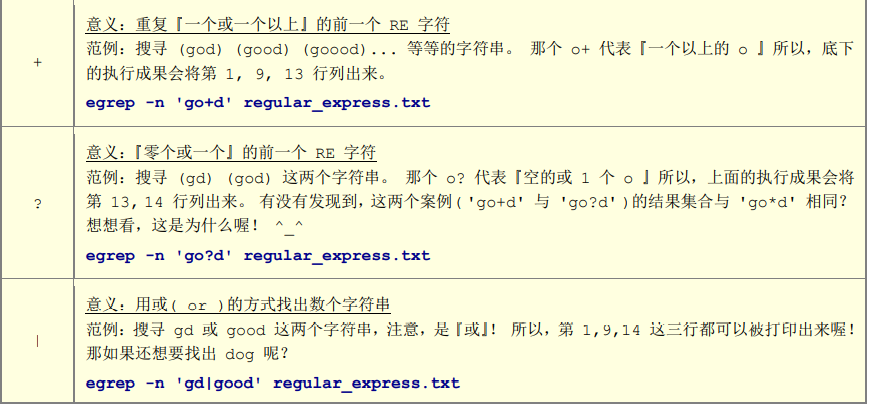 +
意义：重复『一个或一个以上』的前一个 RE 字符
范例：搜寻 (god) (good) (goood)... 等等的字符串。 那个 o+ 代表『一个以上的 o 』所以，底下
的执行成果会将第 1, 9, 13 行列出来。
egrep -n 'go+d' regular_express.txt
?
意义：『零个或一个』的前一个 RE 字符
范例：搜寻 (gd) (god) 这两个字符串。 那个 o? 代表『空的或 1 个 o 』所以，上面的执行成果会将
第 13,14 行列出来。 有没有发现到，这两个案例( 'go+d' 与 'go?d' )的结果集合与 'go*d' 相同？
想想看，这是为什么喔！ ^_^
egrep -n 'go?d' regular_express.txt
|
意义：用或( or )的方式找出数个字符串
范例：搜寻 gd 或 good 这两个字符串，注意，是『或』！ 所以，第 1,9,14 这三行都可以被打印出来喔！
那如果还想要找出 dog 呢？
egrep -n 'gd|good' regular_express.txt